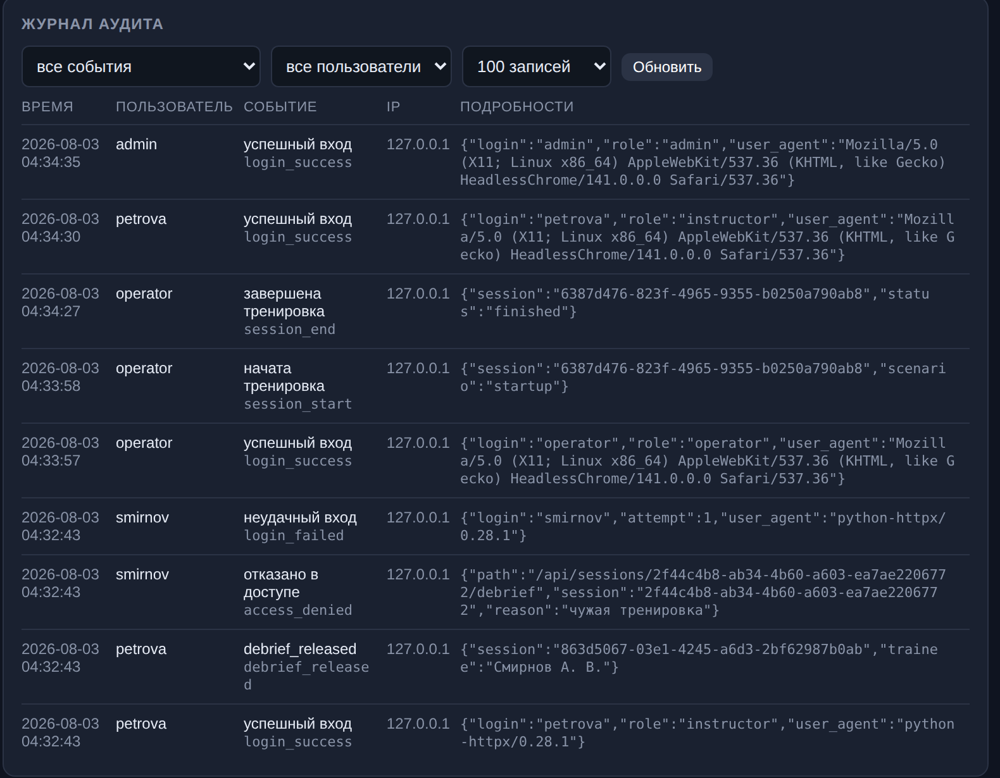 ЖУРНАЛ АУДИТА
все события
все пользователи
100 записей
Обновить
ВРЕМЯ ПОЛЬЗОВАТЕЛЬ СОБЫТИЕ IP ПОДРОБНОСТИ
2026-08-03 admin успешный вход 127.0.0.1 {"login":"admin","role":"admin","user_agent":"Mozilla/5.0
04:34:35 login_success (X11; Linux x86_64) AppleWebKit/537.36 (KHTML, like Gecko)
HeadlessChrome/141.0.0.0 Safari/537.36"}
2026-08-03 petrova успешный вход 127.0.0.1 {"login":"petrova","role":"instructor","user_agent":"Mozill
04:34:30 login_success a/5.0 (X11; Linux x86_64) AppleWebKit/537.36 (KHTML, like G
ecko) HeadlessChrome/141.0.0.0 Safari/537.36"}
2026-08-03 operator завершена 127.0.0.1 {"session":"6387d476-823f-4965-9355-b0250a790ab8","statu
04:34:27 тренировка s":"finished"}
session_end
2026-08-03 operator начата 127.0.0.1 {"session":"6387d476-823f-4965-9355-b0250a790ab8","scenari
04:33:58 тренировка o":"startup"}
session_start
2026-08-03 operator успешный вход 127.0.0.1 {"login":"operator","role":"operator","user_agent":"Mozill
04:33:57 login_success a/5.0 (X11; Linux x86_64) AppleWebKit/537.36 (KHTML, like G
ecko) HeadlessChrome/141.0.0.0 Safari/537.36"}
2026-08-03 smirnov неудачный вход 127.0.0.1 {"login":"smirnov","attempt":1,"user_agent":"python-httpx/
04:32:43 login_failed 0.28.1"}
2026-08-03 smirnov отказано в 127.0.0.1 {"path":"/api/sessions/2f44c4b8-ab34-4b60-a603-ea7ae220677
04:32:43 доступе 2/debrief","session":"2f44c4b8-ab34-4b60-a603-ea7ae220677
access_denied 2","reason":"чужая тренировка"}
2026-08-03 petrova debrief_released 127.0.0.1 {"session":"863d5067-03e1-4245-a6d3-2bf62987b0ab","traine
04:32:43 debrief_release e":"Смирнов А. В."}
d
2026-08-03 petrova успешный вход 127.0.0.1 {"login":"petrova","role":"instructor","user_agent":"python
04:32:43 login_success -httpx/0.28.1"}